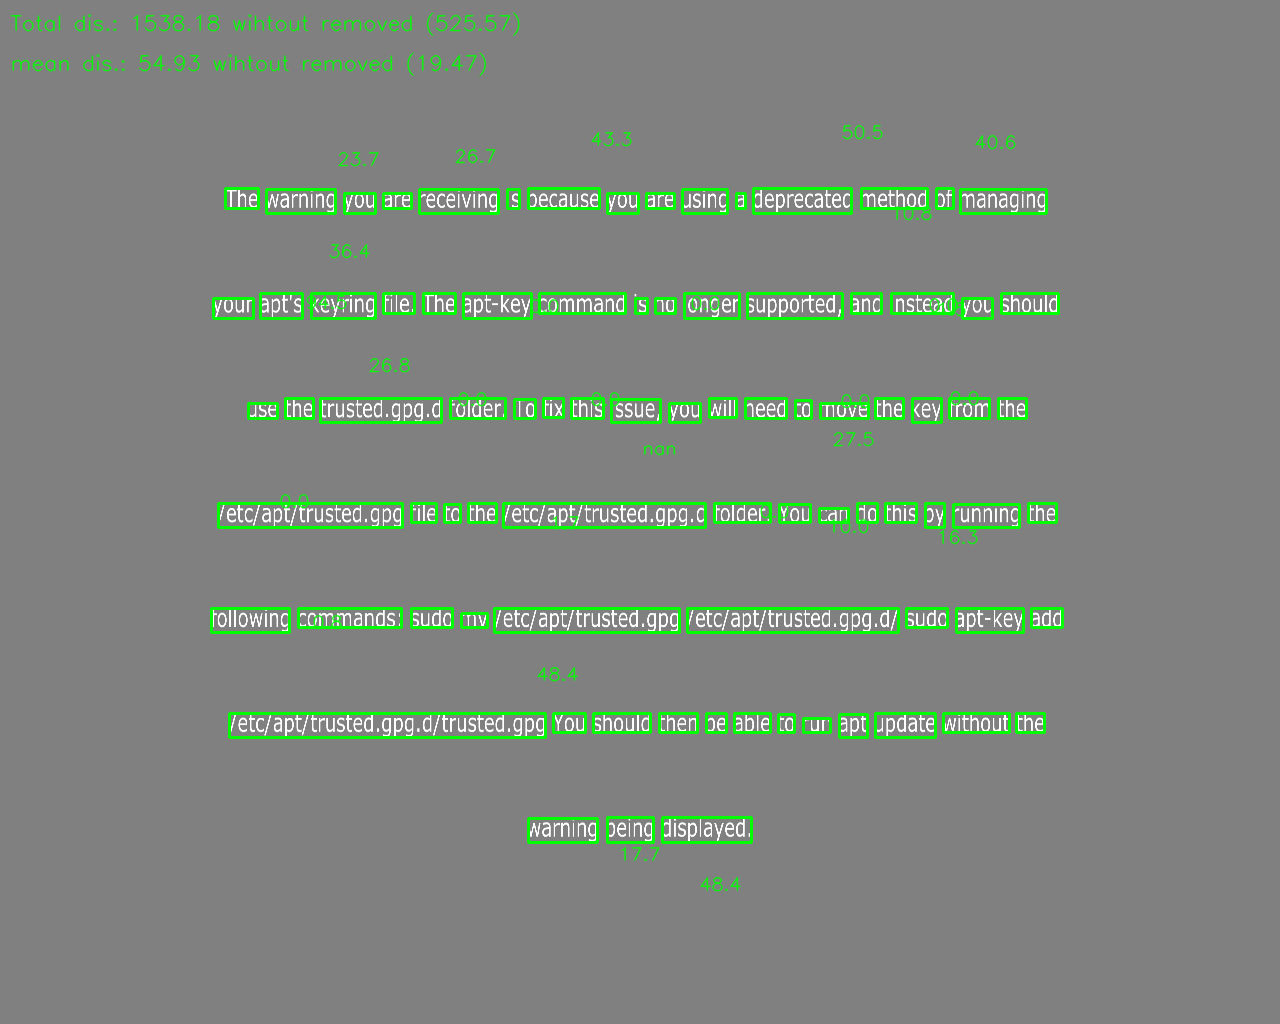 Total dis.: 1538.18 wihtout removed (525.57)
mean dis.: 54.93 wihtout removed (19.47)
43.3 50.5 40.6
23.7 26.7
The warning you are receiving is because you are using a deprecated method of managing
10.8
36.4
your apt's keyring file. The apt-key command is no longer supported, and instead you should
26.8
use the trusted.gpg.d folder. To fix this issue, you will need to move the key from the
nan 27.5
/etc/apt/trusted.gpg file to the /etc/apt/trusted.gpg.d folder. You can do this by running the
16.3
following commands: sudo mv /etc/apt/trusted.gpg /etc/apt/trusted.gpg.d/ sudo apt-key add
48.4
/etc/apt/trusted.gpg.d/trusted.gpg You should then be able to run apt update without the
warning being displayed.
17.7
48.4